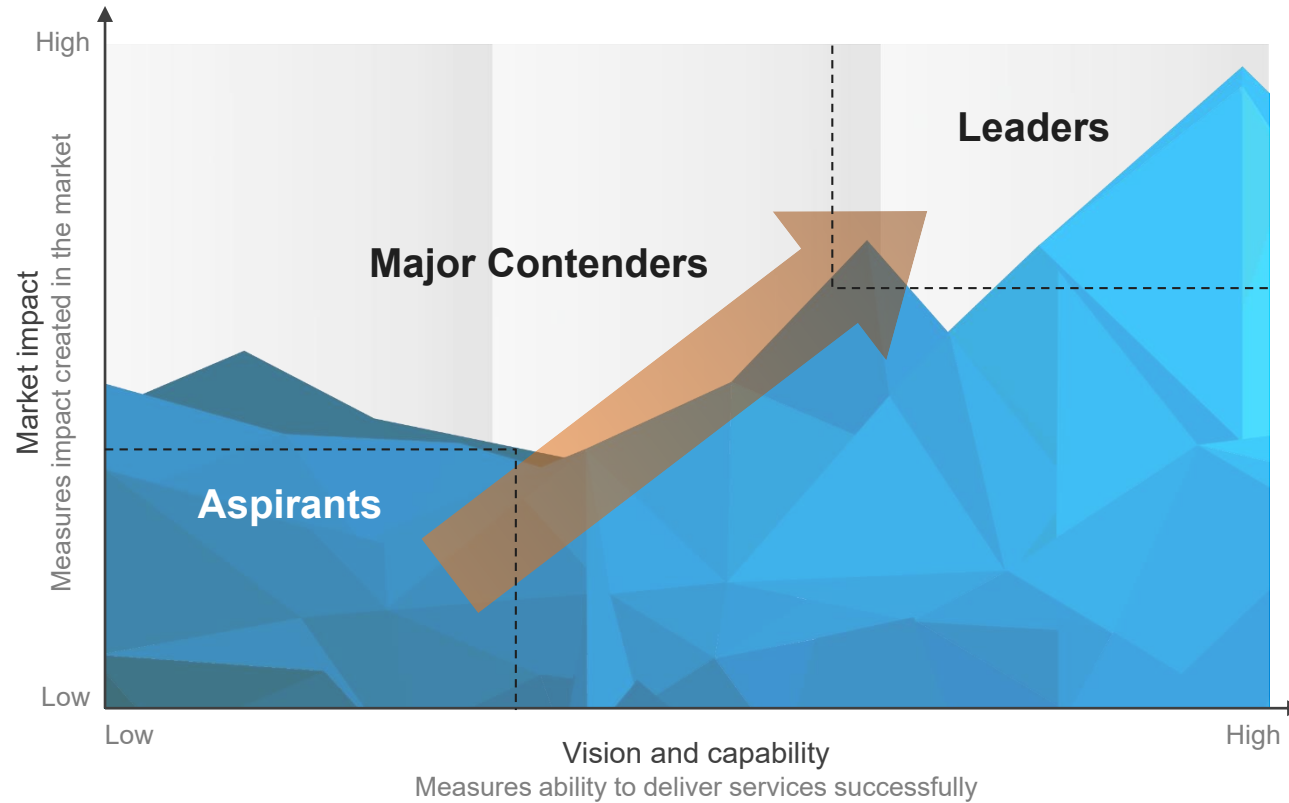 High
Leaders
Major Contenders
Market impact
Measures impact created in the market
Aspirants
Low
Low
High
Vision and capability
Measures ability to deliver services successfully